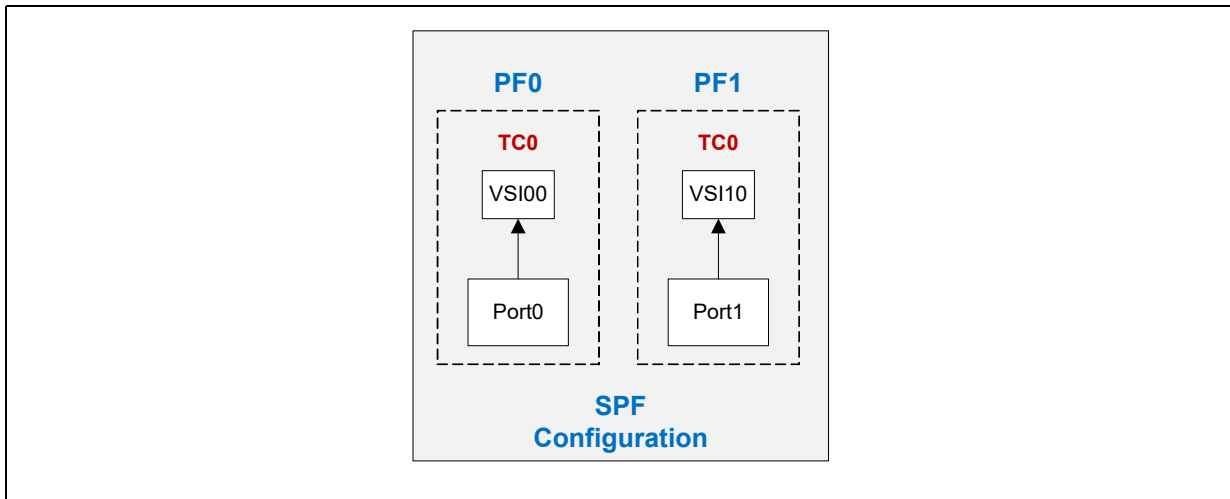 PF0
PF1
TC0
TC0
VSI00
VSI10
Port0
Port1
SPF
Configuration